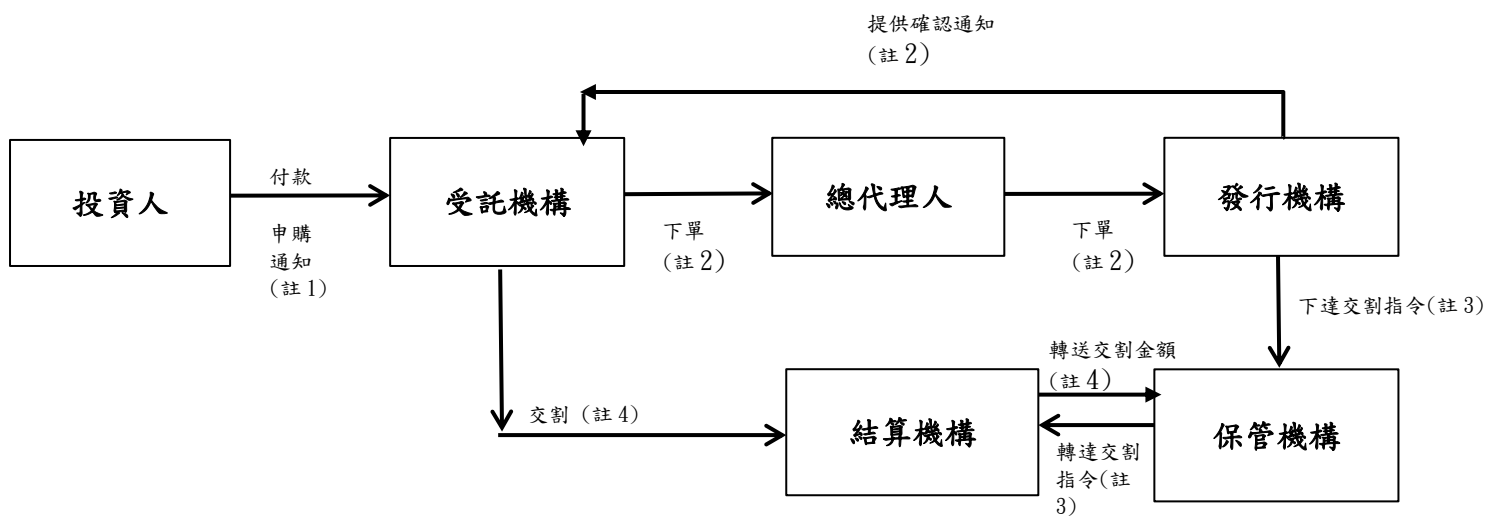 提供確認通知
(註 2)
投資人
付款
申購
通知
(註 1)
受託機構
下單
(註 2)
總代理人
下單
(註 2)
發行機構
下達交割指令(註 3)
轉送交割金額
(註 4)
交割 (註 4)
結算機構
轉達交割
指令(註
3)
保管機構